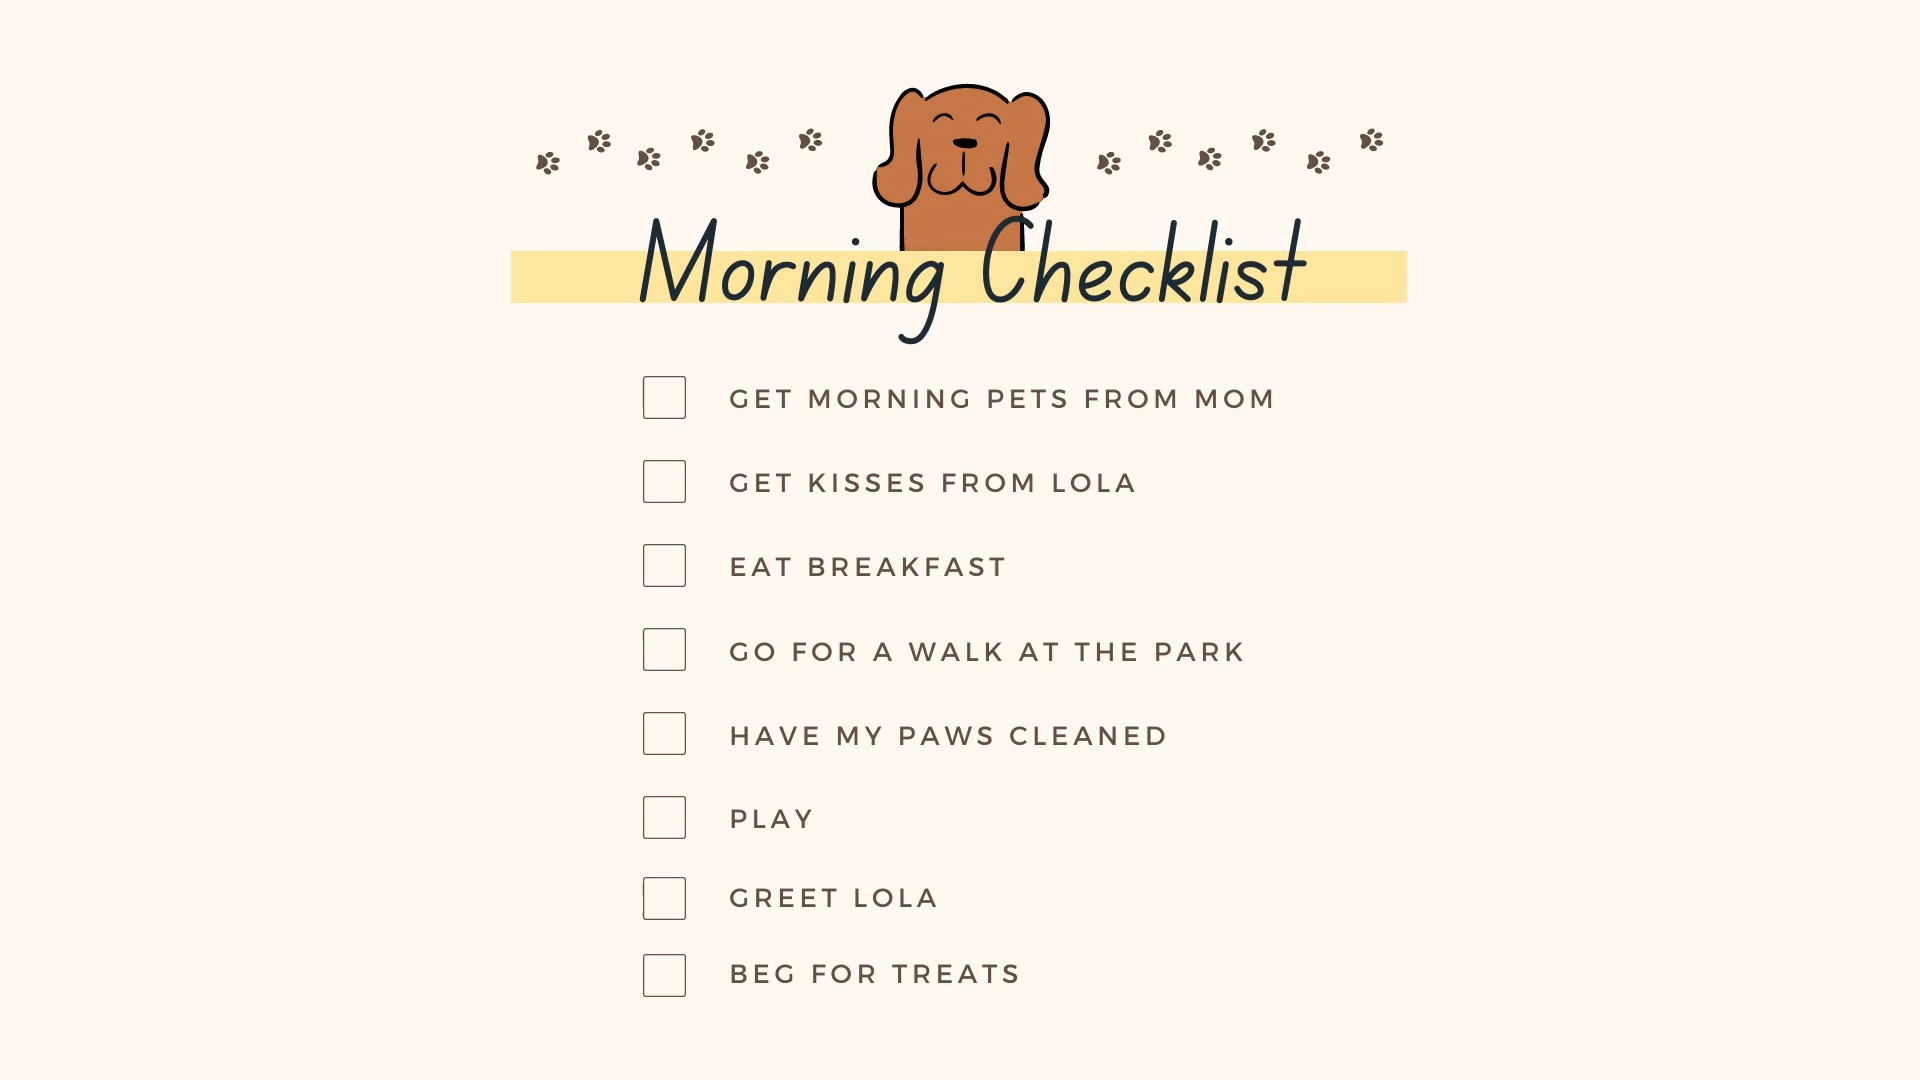 Morning Checklist
GET MORNING PETS FROM MOM
GET KISSES FROM LOLA
EAT BREAKFAST
GO FOR A WALK AT THE PARK
HAVE MY PAWS CLEANED
PLAY
GREET LOLA
BEG FOR TREATS